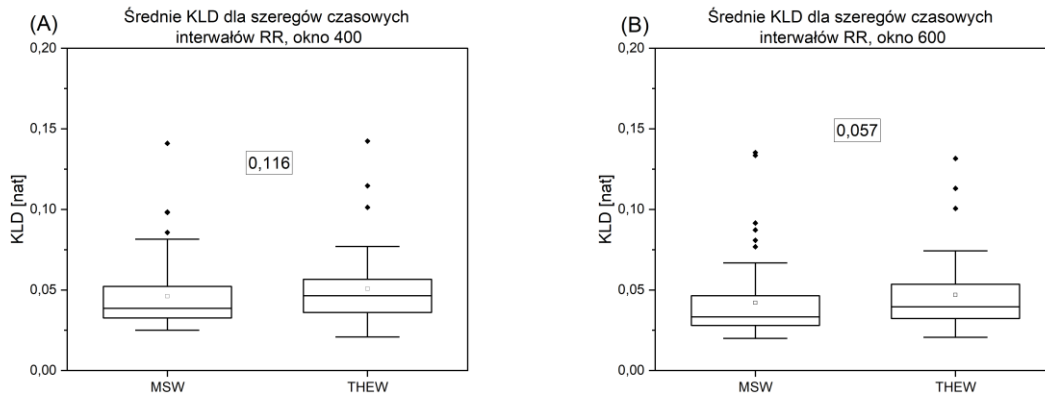 (A)
Średnie KLD dla szeregów czasowych
interwałów RR, okno 400
0,20
0,15
0,10
0,05
0,00
KLD [nat]
0,116
MSW
THEW
(B)
Średnie KLD dla szeregów czasowych
interwałów RR, okno 600
0,20
0,15
0,10
0,05
0,00
KLD [nat]
0,057
MSW
THEW